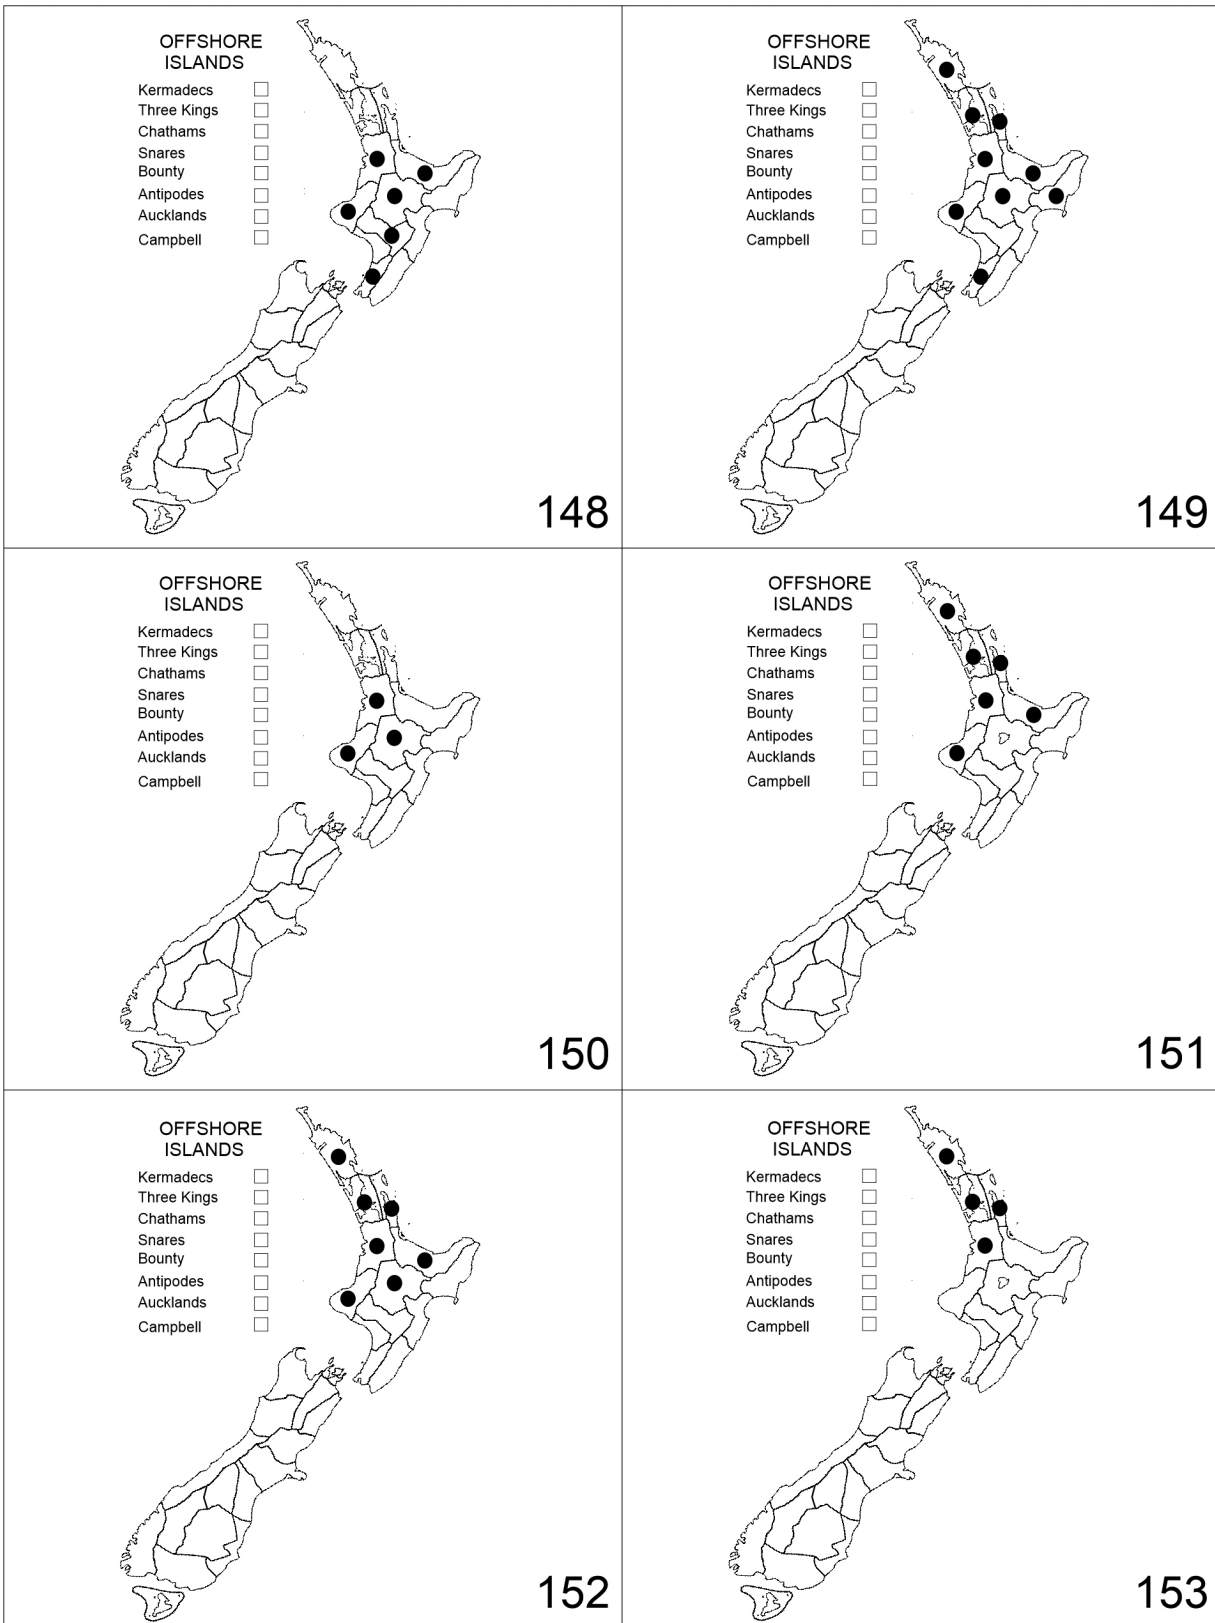 OFFSHORE
ISLANDS
Kermadecs
Three Kings
Chathams
Snares
Bounty
Antipodes
Aucklands
Campbell
148
OFFSHORE
ISLANDS
Kermadecs
Three Kings
Chathams
Snares
Bounty
Antipodes
Aucklands
Campbell
149
OFFSHORE
ISLANDS
Kermadecs
Three Kings
Chathams
Snares
Bounty
Antipodes
Aucklands
Campbell
150
OFFSHORE
ISLANDS
Kermadecs
Three Kings
Chathams
Snares
Bounty
Antipodes
Aucklands
Campbell
151
OFFSHORE
ISLANDS
Kermadecs
Three Kings
Chathams
Snares
Bounty
Antipodes
Aucklands
Campbell
152
OFFSHORE
ISLANDS
Kermadecs
Three Kings
Chathams
Snares
Bounty
Antipodes
Aucklands
Campbell
153